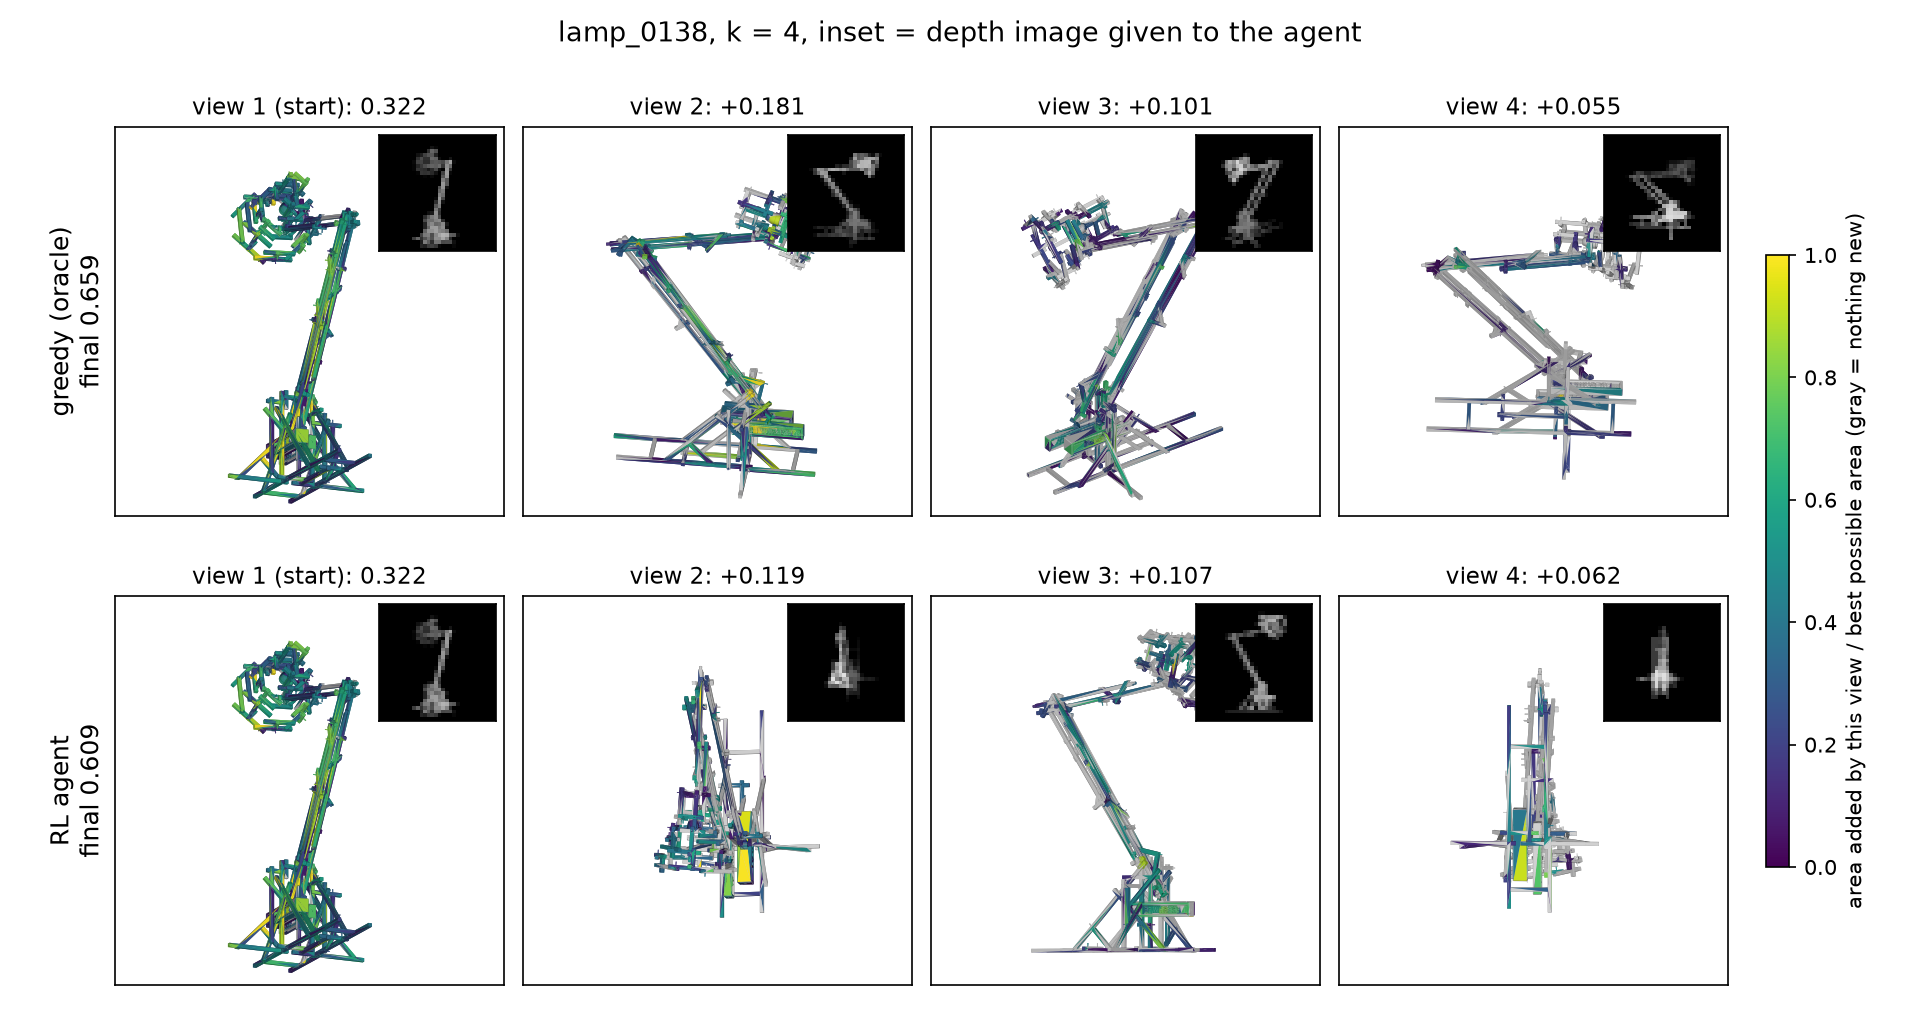 lamp_0138, k = 4, inset = depth image given to the agent
view 1 (start): 0.322
view 2: +0.181
view 3: +0.101
view 4: +0.055
greedy (oracle)
final 0.659
view 1 (start): 0.322
view 2: +0.119
view 3: +0.107
view 4: +0.062
RL agent
final 0.609
1.0
0.8
0.6
0.4
0.2
0.0
area added by this view / best possible area (gray = nothing new)